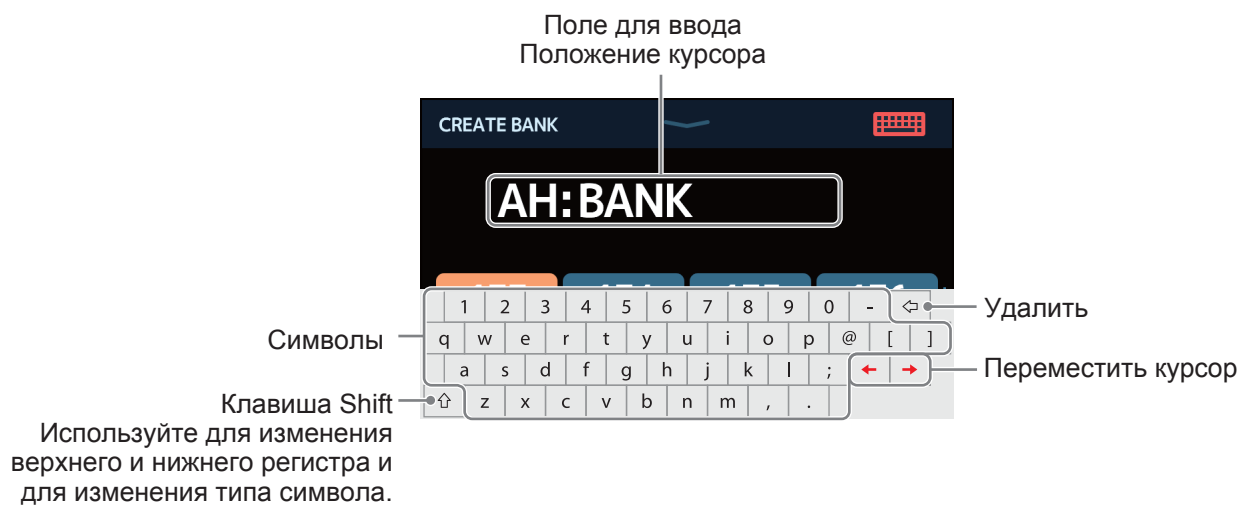 Поле для ввода
Положение курсора
CREATE BANK
AH:BANK
1 2 3 4 5 6 7 8 9 0 -
Удалить
Символы
q w e r t y u i o p @ [ ]
a s d f g h j k l ;
Переместить курсор
Клавиша Shift
z x c v b n m , .
Используйте для изменения
верхнего и нижнего регистра и
для изменения типа символа.